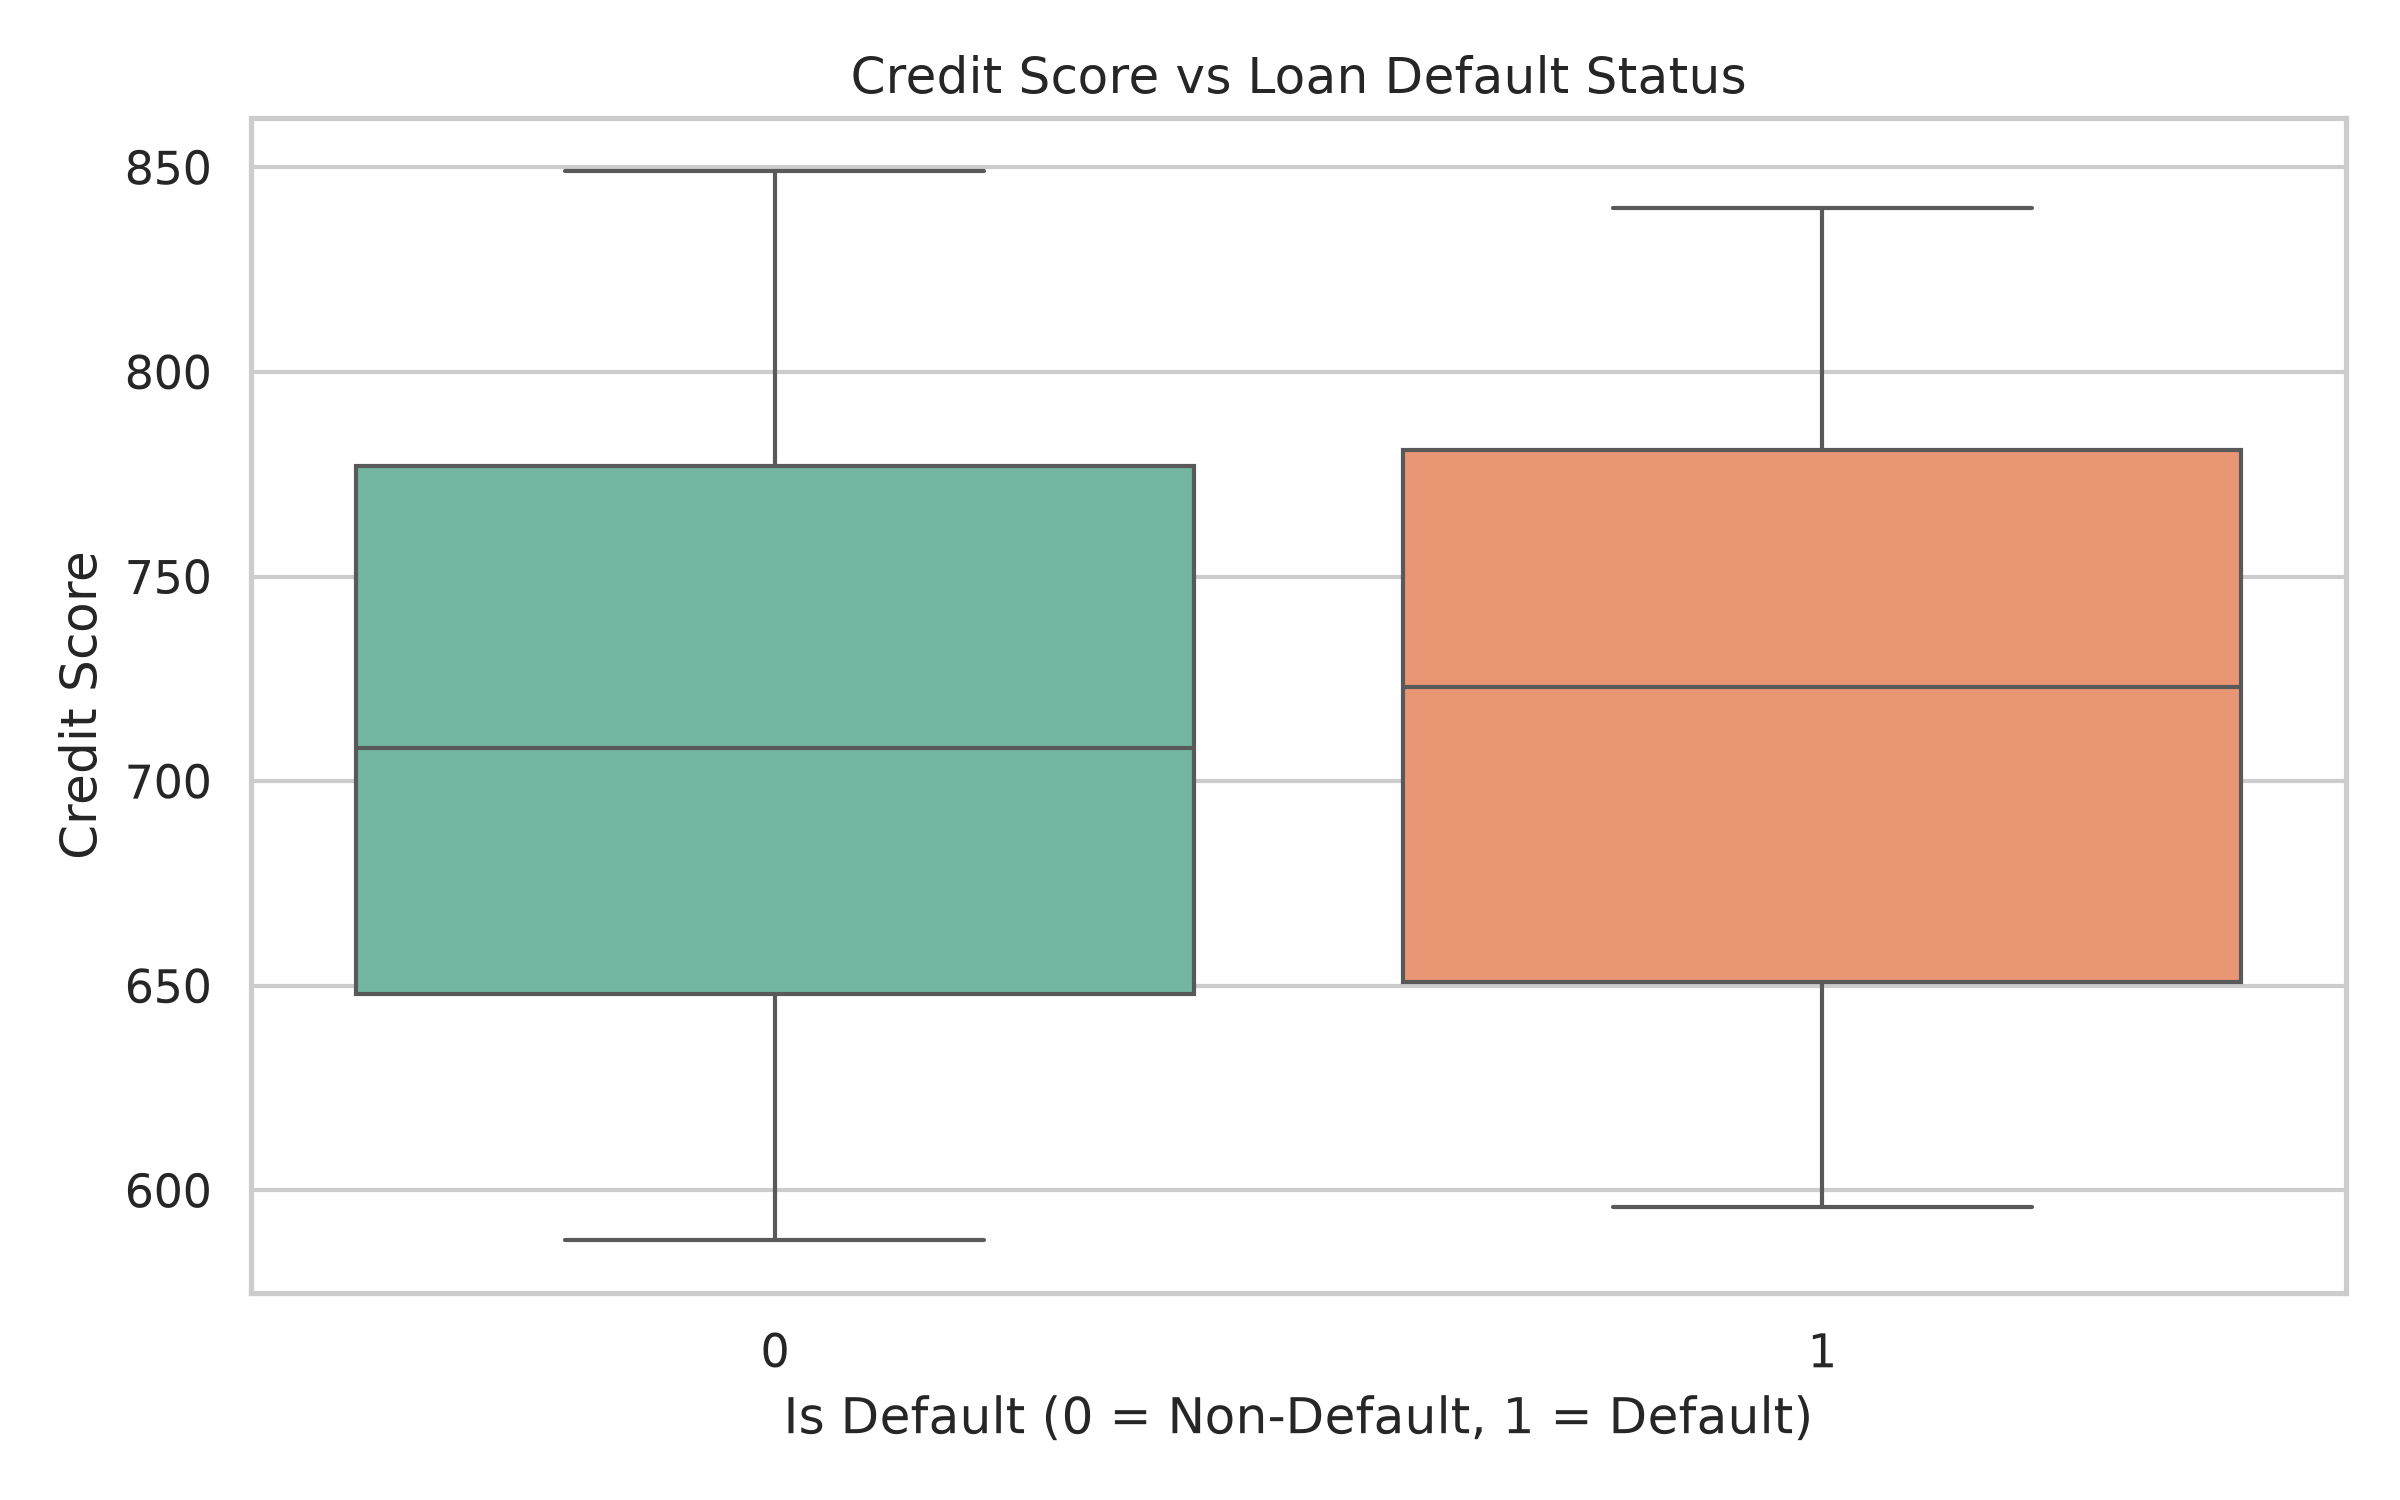 Credit Score vs Loan Default Status
850
800
750
700
650
600
Credit Score
0
1
Is Default (0 = Non-Default, 1 = Default)